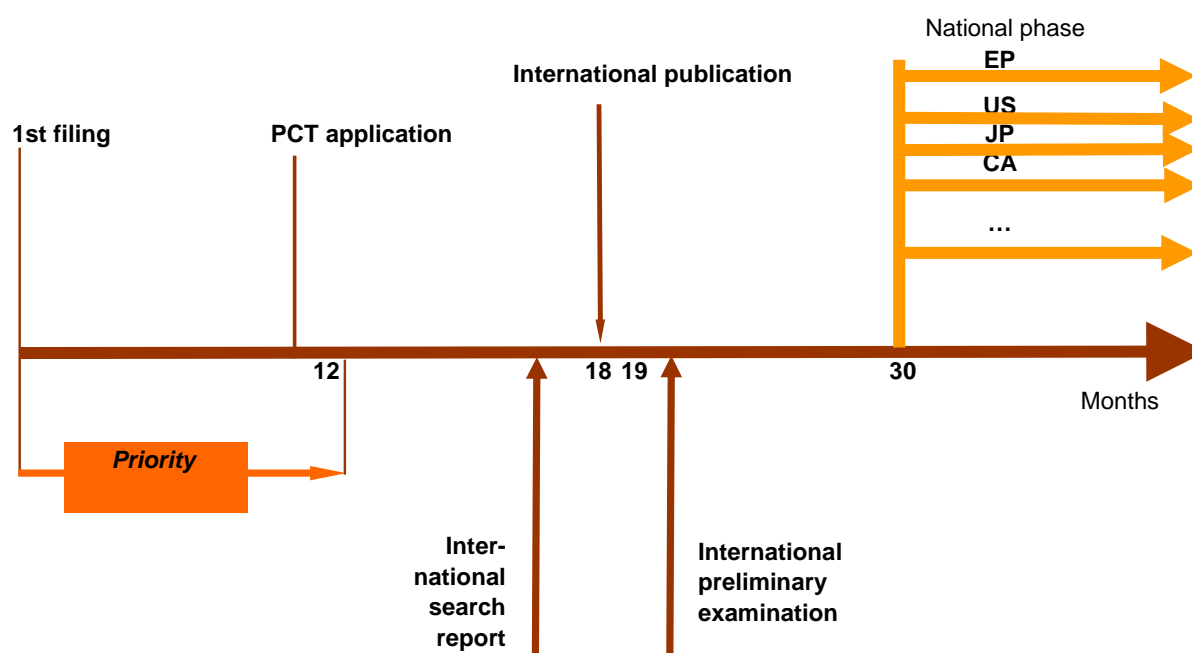 National phase
EP
International publication
US
1st filing
PCT application
JP
CA
…
12
18 19
30
Months
Priority
Inter-
national
search
report
International
preliminary
examination